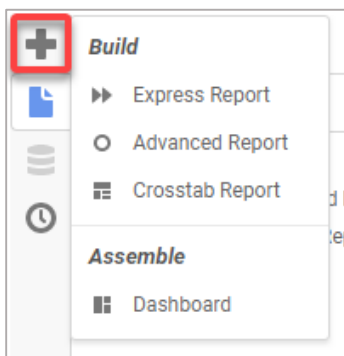 Build
Express Report
Advanced Report
Crosstab Report
Assemble
Dashboard